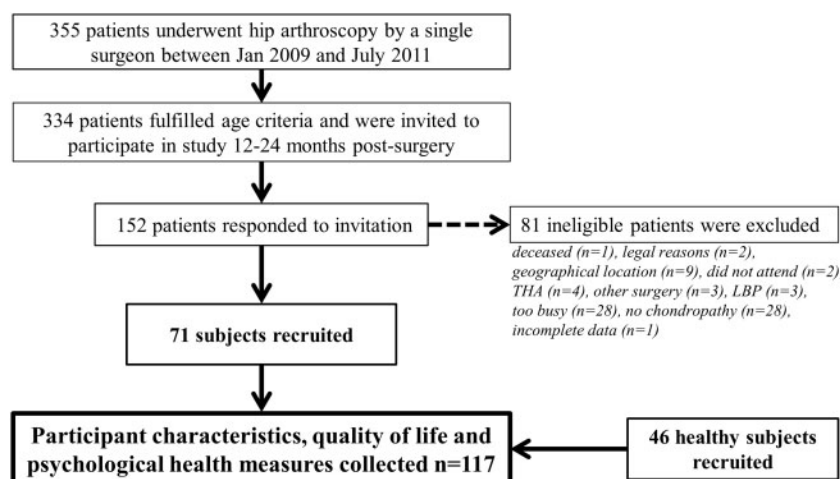 355 patients underwent hip arthroscopy by a single
surgeon between Jan 2009 and July 2011
334 patients fulfilled age criteria and were invited to
participate in study 12-24 months post-surgery
152 patients responded to invitation
81 ineligible patients were excluded
deceased (n=1), legal reasons (n=2),
geographical location (n=9), did not attend (n=2)
THA (n=4), other surgery (n=3), LBP (n=3),
too busy (n=28), no chondropathy (n=28),
incomplete data (n=1)
71 subjects recruited
Participant characteristics, quality of life and
psychological health measures collected n=117
46 healthy subjects
recruited